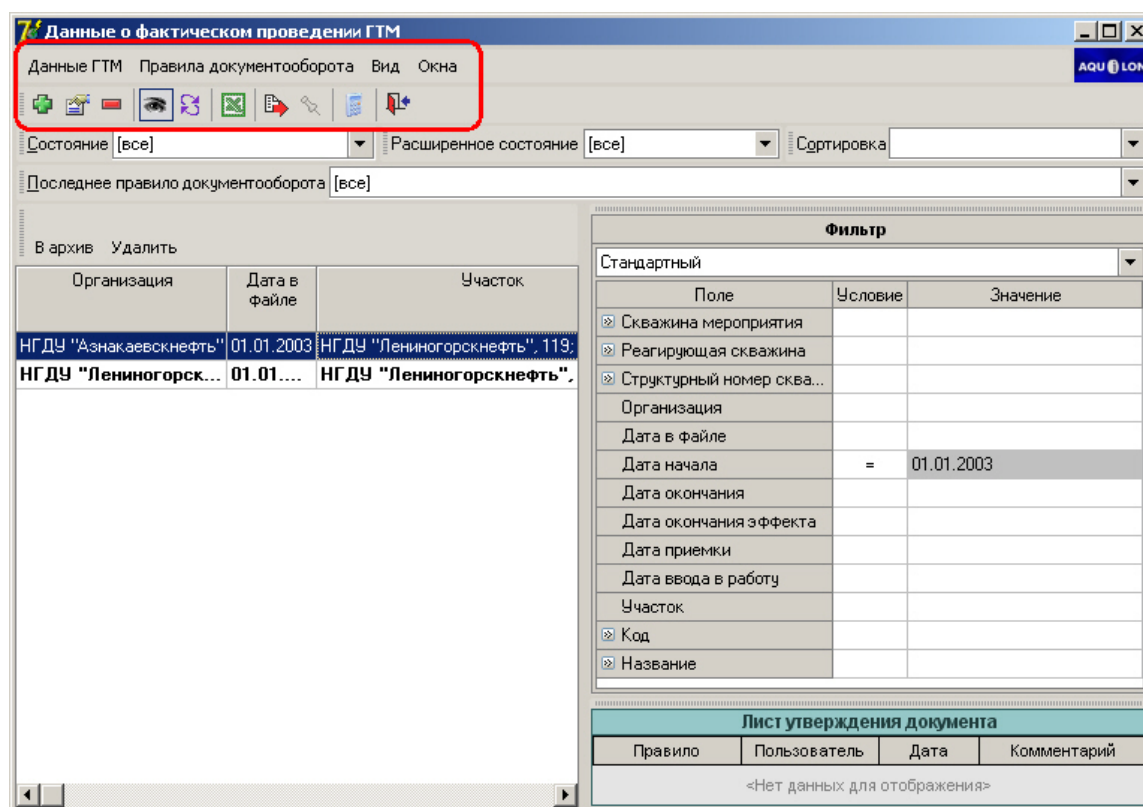 Данные о фактическом проведении ГТМ
Данные ГТМ Правила документооборота Вид Окна
AQUILON
Состояние [все] Расширенное состояние [все] Сортировка
Последнее правило документооборота [все]
В архив Удалить
Организация Дата в файле Участок
НГДУ "Азнакаевскнефть" 01.01.2003 НГДУ "Лениногорскнефть", 119;
НГДУ "Лениногорск... 01.01.... НГДУ "Лениногорскнефть",
Фильтр
Стандартный
Поле Условие Значение
Скважина мероприятия
Реагирующая скважина
Структурный номер сква...
Организация
Дата в файле
Дата начала = 01.01.2003
Дата окончания
Дата окончания эффекта
Дата приемки
Дата ввода в работу
Участок
Код
Название
Лист утверждения документа
Правило Пользователь Дата Комментарий
<Нет данных для отображения>